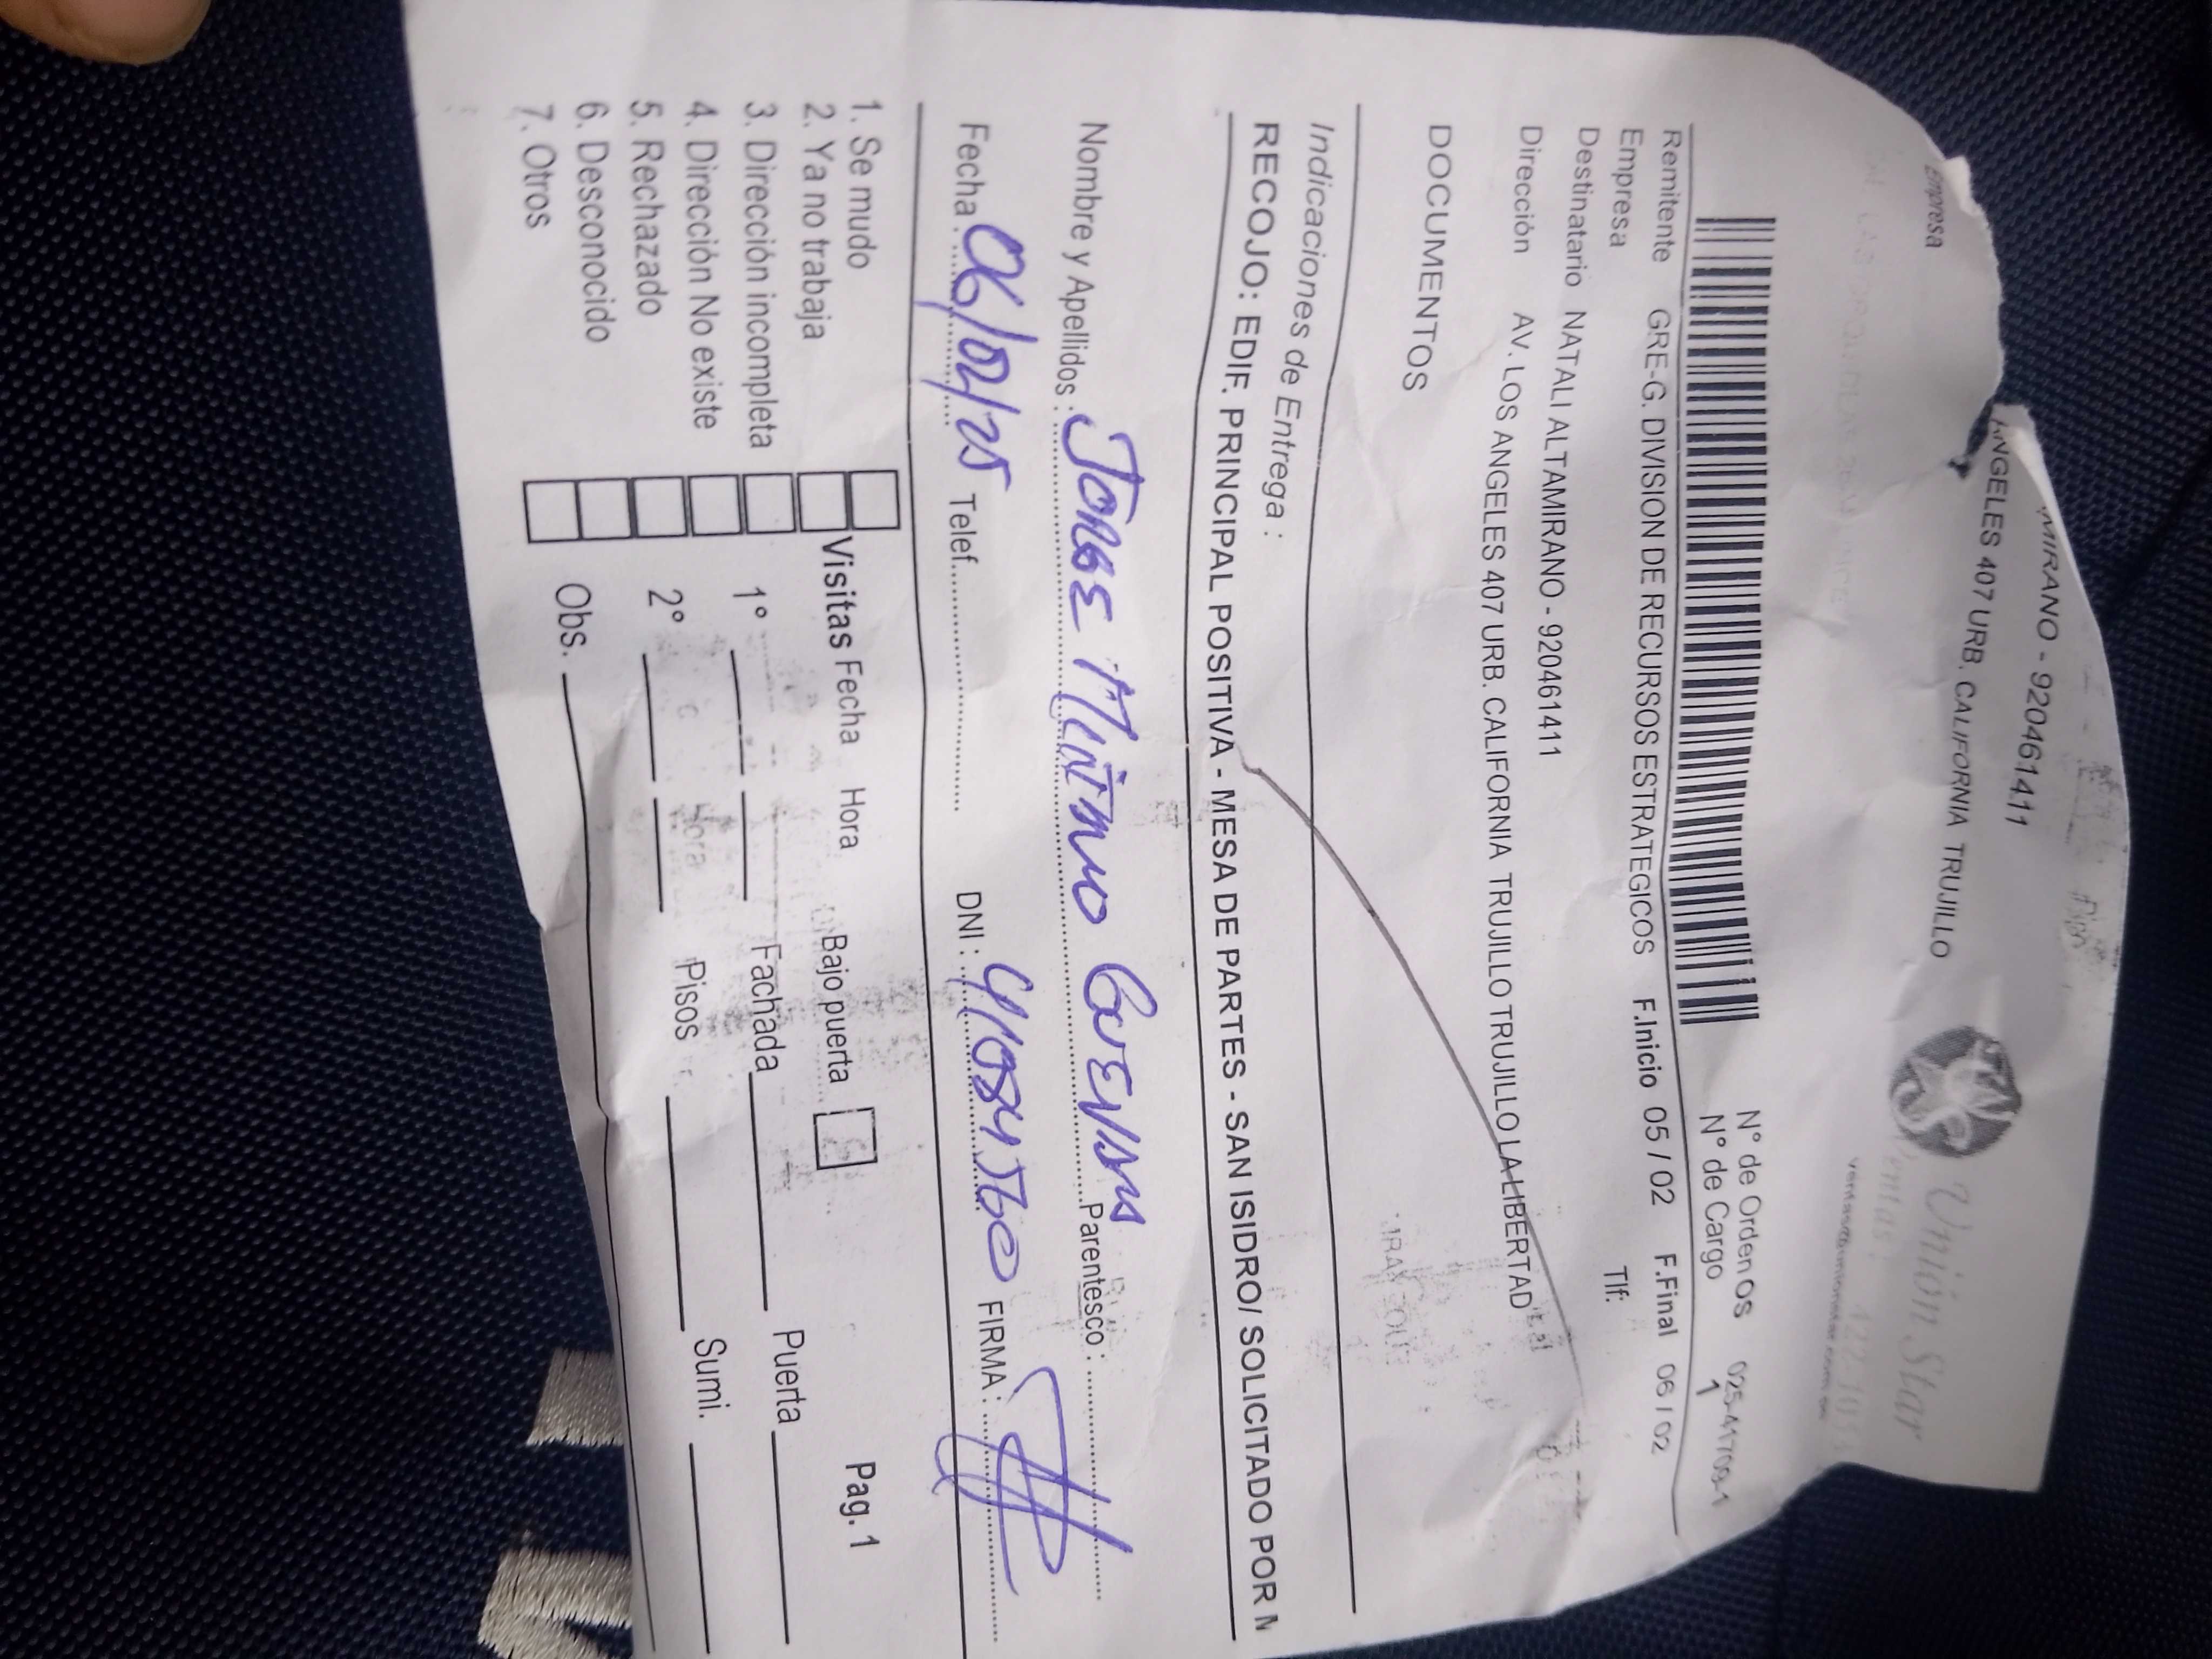 Empresa
MIRANO - 920461411
ANGELES 407 URB. CALIFORNIA TRUJILLO
Unión Star
N° de Orden OS 025-41709-1
N° de Cargo 1
Remitente GRE-G. DIVISION DE RECURSOS ESTRATEGICOS F.Inicio 05 / 02 F.Final 06 / 02
Empresa Tlf:
Destinatario NATALI ALTAMIRANO - 920461411
Dirección AV. LOS ANGELES 407 URB. CALIFORNIA TRUJILLO TRUJILLO LA LIBERTAD
DOCUMENTOS
Indicaciones de Entrega :
RECOJO: EDIF. PRINCIPAL POSITIVA - MESA DE PARTES - SAN ISIDRO/ SOLICITADO POR N
Nombre y Apellidos : JORGE Parentesco :
Fecha : 06/02/25 Telef. DNI : FIRMA :
1. Se mudo
2. Ya no trabaja
3. Dirección incompleta
4. Dirección No existe
5. Rechazado
6. Desconocido
7. Otros
Visitas Fecha Hora Bajo puerta Pag. 1
1° Fachada Puerta
2° Pisos Sumi.
Obs.